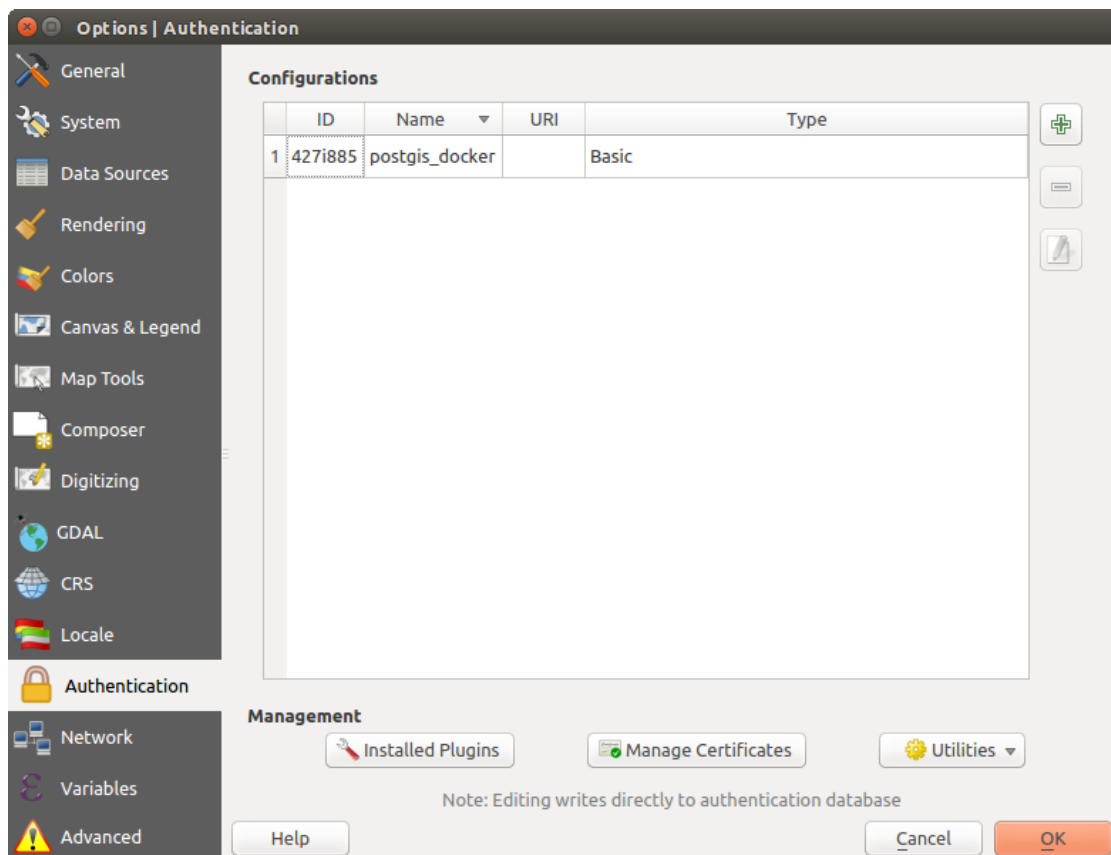 Options | Authentication
General
System
Data Sources
Rendering
Colors
Canvas & Legend
Map Tools
Composer
Digitizing
GDAL
CRS
Locale
Authentication
Network
Variables
Advanced
Configurations
ID Name URI Type
1 427i885 postgis_docker Basic
Management
Installed Plugins Manage Certificates Utilities
Note: Editing writes directly to authentication database
Help Cancel OK